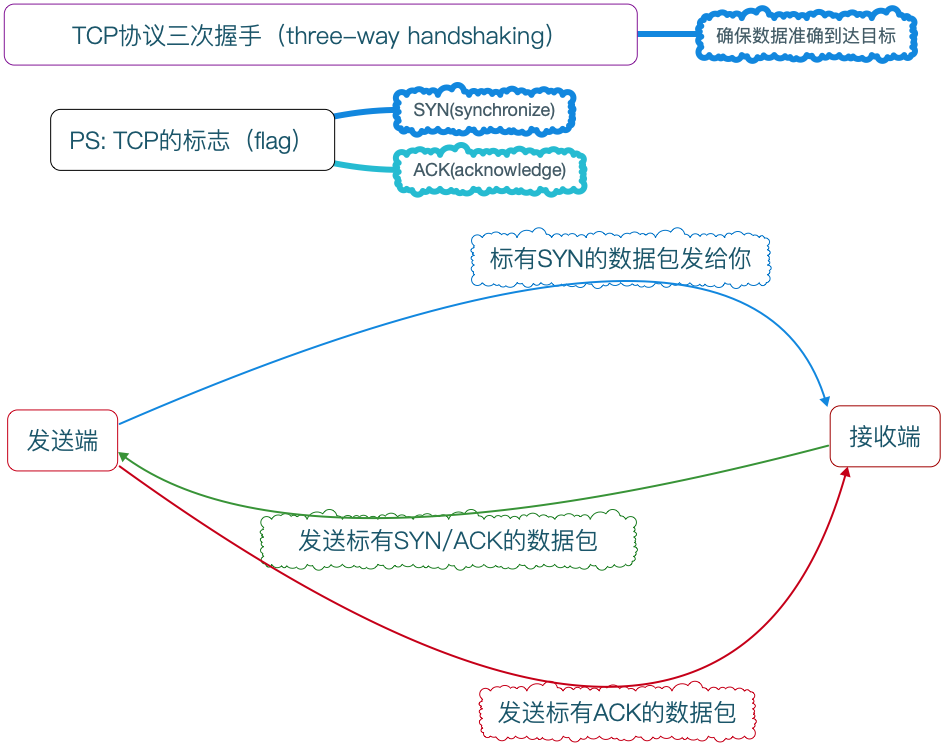 TCP协议三次握手（three-way handshaking）
确保数据准确到达目标
SYN(synchronize)
PS: TCP的标志（flag）
ACK(acknowledge)
标有SYN的数据包发给你
发送端
接收端
发送标有SYN/ACK的数据包
发送标有ACK的数据包